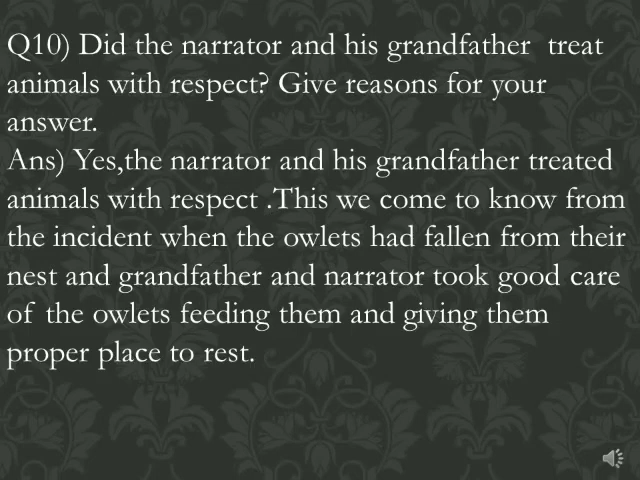 Q10) Did the narrator and his grandfather  treat
animals with respect? Give reasons for your
answer.
Ans) Yes,the narrator and his grandfather treated
animals with respect .This we come to know from
the incident when the owlets had fallen from their
nest and grandfather and narrator took good care
of the owlets feeding them and giving them
proper place to rest.